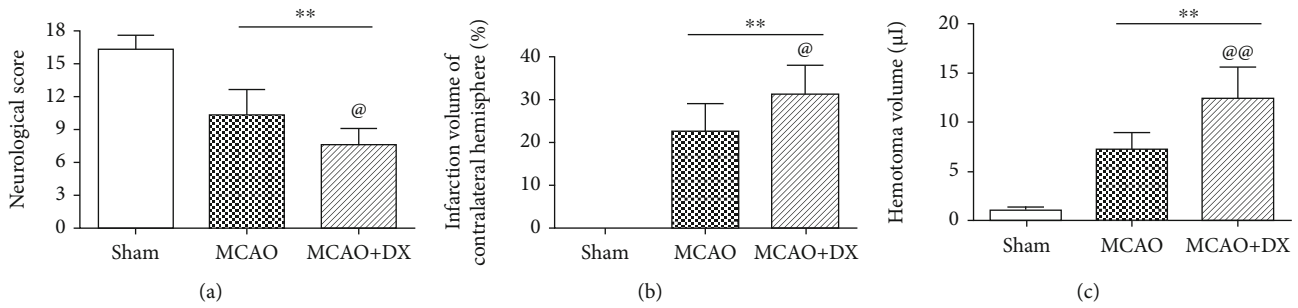 Neurological score
18
15
12
9
6
3
0
**
@
Sham
MCAO
MCAO+DX
(a)
Infarction volume of
contralateral hemisphere (%)
40
30
20
10
0
**
@
Sham
MCAO
MCAO+DX
(b)
Hemotoma volume (μl)
20
15
10
5
0
**
@@
Sham
MCAO
MCAO+DX
(c)